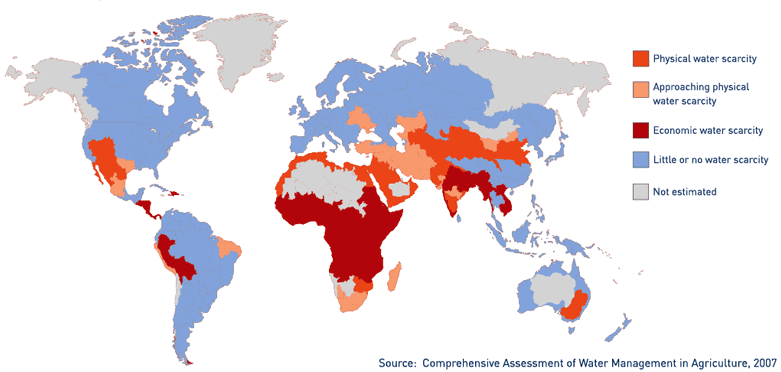 Physical water scarcity
Approaching physical
water scarcity
Economic water scarcity
Little or no water scarcity
Not estimated
Source: Comprehensive Assessment of Water Management in Agriculture, 2007